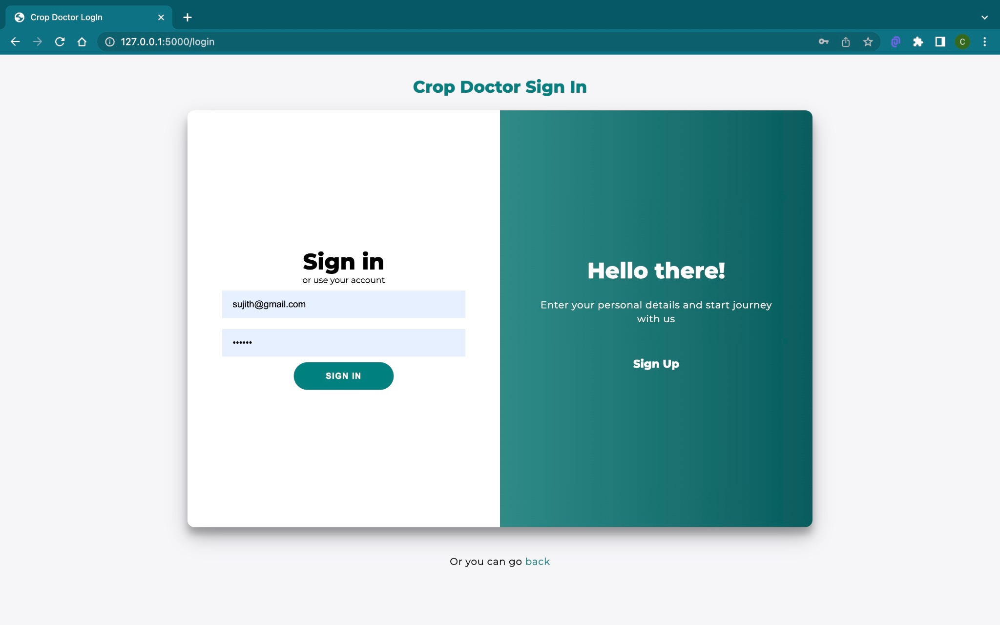 Crop Doctor LogIn
127.0.0.1:5000/login
C
Crop Doctor Sign In
Sign in
or use your account
sujith@gmail.com
••••••
SIGN IN
Hello there!
Enter your personal details and start journey
with us
Sign Up
Or you can go back